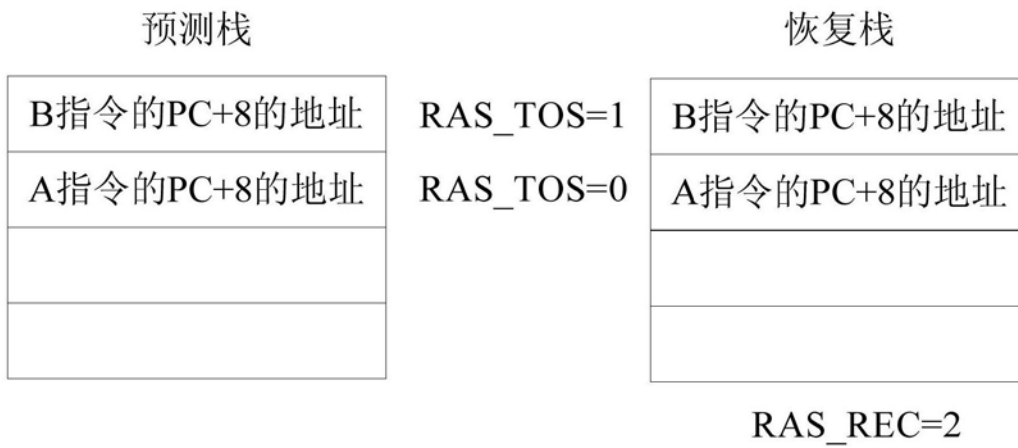 预测栈
恢复栈
B指令的PC+8的地址
RAS_TOS=1
B指令的PC+8的地址
A指令的PC+8的地址
RAS_TOS=0
A指令的PC+8的地址
RAS_REC=2